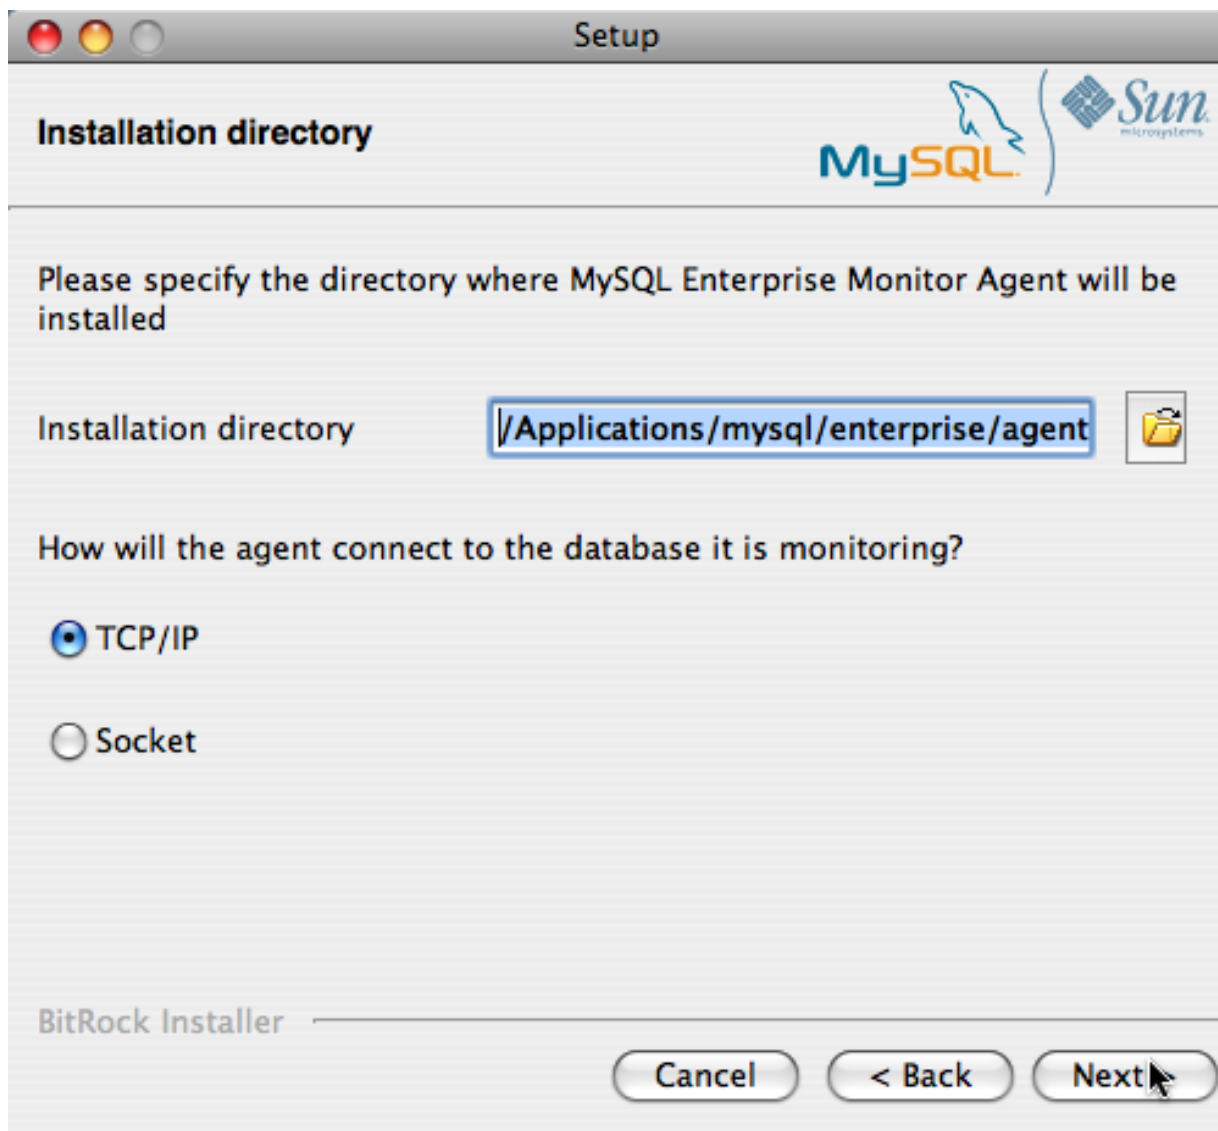 Setup
Installation directory
MySQL
Sun
microsystems
Please specify the directory where MySQL Enterprise Monitor Agent will be
installed
Installation directory /Applications/mysql/enterprise/agent
How will the agent connect to the database it is monitoring?
TCP/IP
Socket
BitRock Installer
Cancel < Back Next >